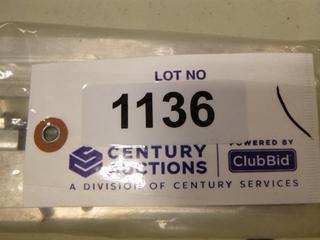 LOT NO
1136
CENTURY AUCTIONS
POWERED BY
ClubBid
A DIVISION OF CENTURY SERVICES